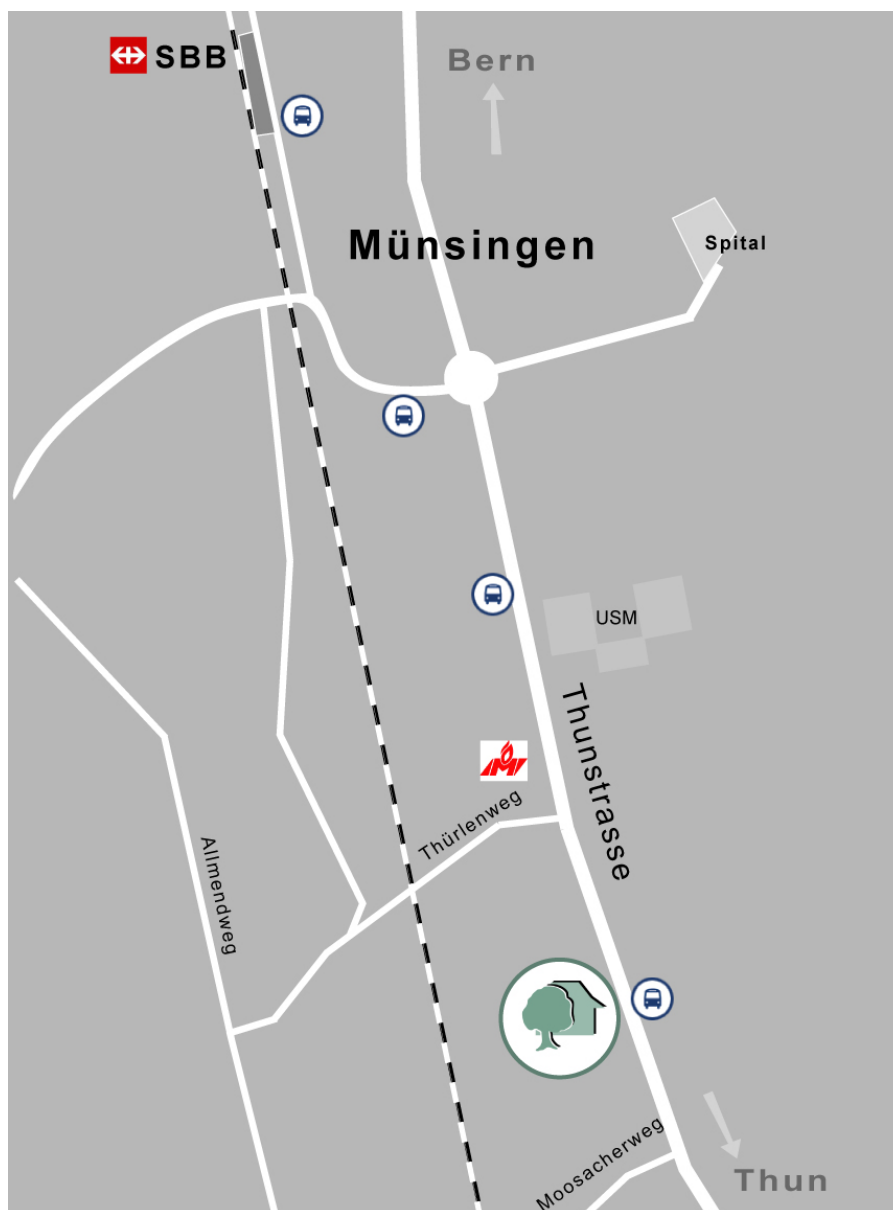 SBB
Bern
Münsingen
Spital
USM
Thunstrasse
Thürlenweg
Allmendweg
Moosacherweg
Thun